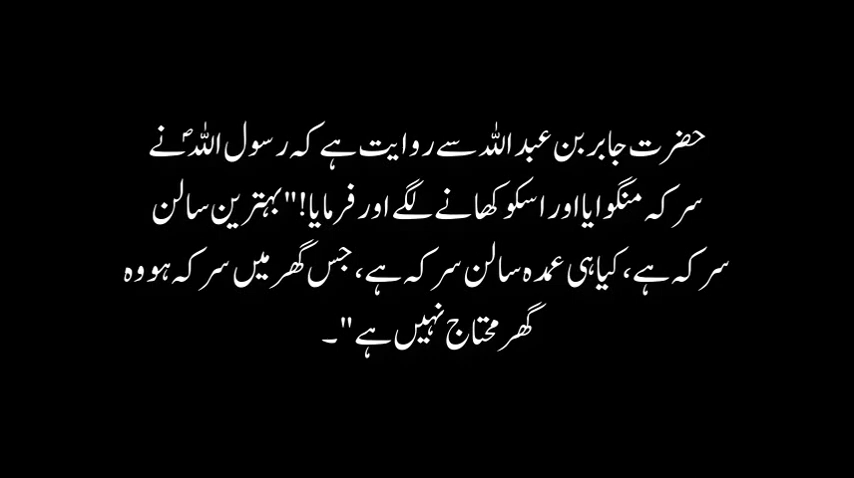 حضرت جابر بن عبد اللہ سے روایت ہے کہ رسول اللہؐ نے
سرکہ منگوایا اور اسکو کھانے لگے اور فرمایا!"بہترین سالن
سرکہ ہے، کیا ہی عمدہ سالن سرکہ ہے، جس گھر میں سرکہ ہو وہ
گھر محتاج نہیں ہے"۔